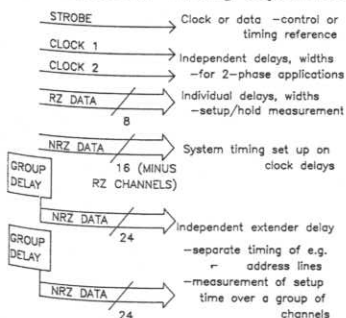 STROBE
Clock or data -control or
timing reference
CLOCK 1
CLOCK 2
Independent delays, widths
-for 2-phase applications
RZ DATA
8
Individual delays, widths
-setup/hold measurement
NRZ DATA
16 (MINUS
RZ CHANNELS)
System timing set up on
clock delays
GROUP
DELAY
NRZ DATA
24
Independent extender delay
-separate timing of e.g.
address lines
GROUP
DELAY
NRZ DATA
24
-measurement of setup
time over a group of
channels